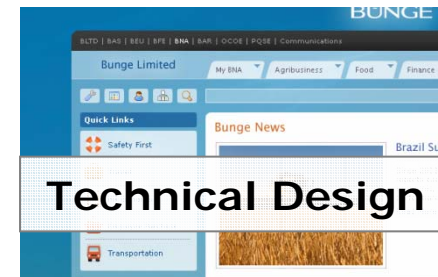 BUNGE
BLTD | BAS | BEU | BFE | BNA | BAR | OCOE | PQSE | Communications
Bunge Limited
My BNA Agribusiness Food Finance
Quick Links
Safety First
Bunge News
Brazil Su
Technical Design
Transportation